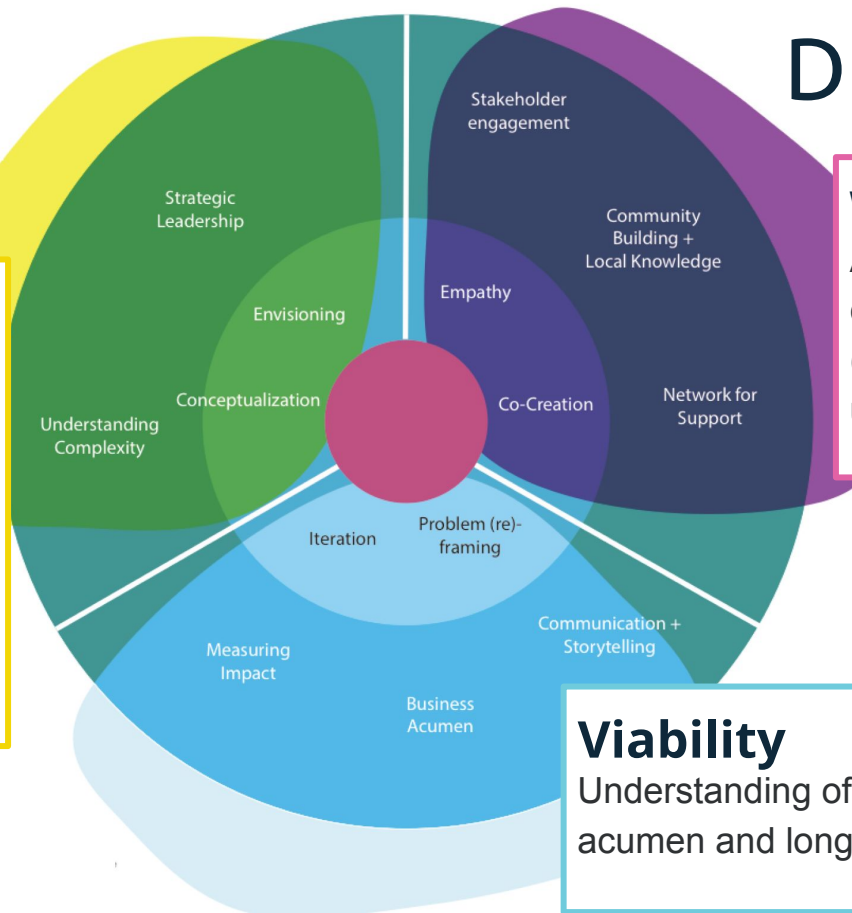 D
Stakeholder
engagement
Strategic
Leadership
Community
Building +
Local Knowledge
Empathy
Envisioning
Conceptualization
Co-Creation
Network for
Support
Understanding
Complexity
Iteration
Problem (re)-
framing
Communication +
Storytelling
Measuring
Impact
Business
Acumen
Viability
Understanding of
acumen and long